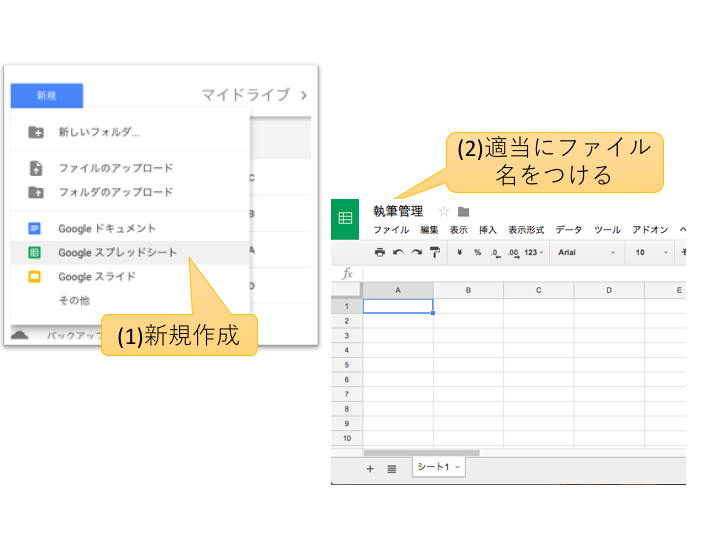 新規
マイドライブ
新しいフォルダ...
ファイルのアップロード
C
フォルダのアップロード
B
Google ドキュメント
Google スプレッドシート
A
Google スライド
D
その他
バックアップ
(1)新規作成
(2)適当にファイル
名をつける
執筆管理
ファイル 編集 表示 挿入 表示形式 データ ツール アドオン ヘ
¥ % .0 .00 123 Arial 10
fx
A B C D E
1
2
3
4
5
6
7
8
9
10
+ シート1